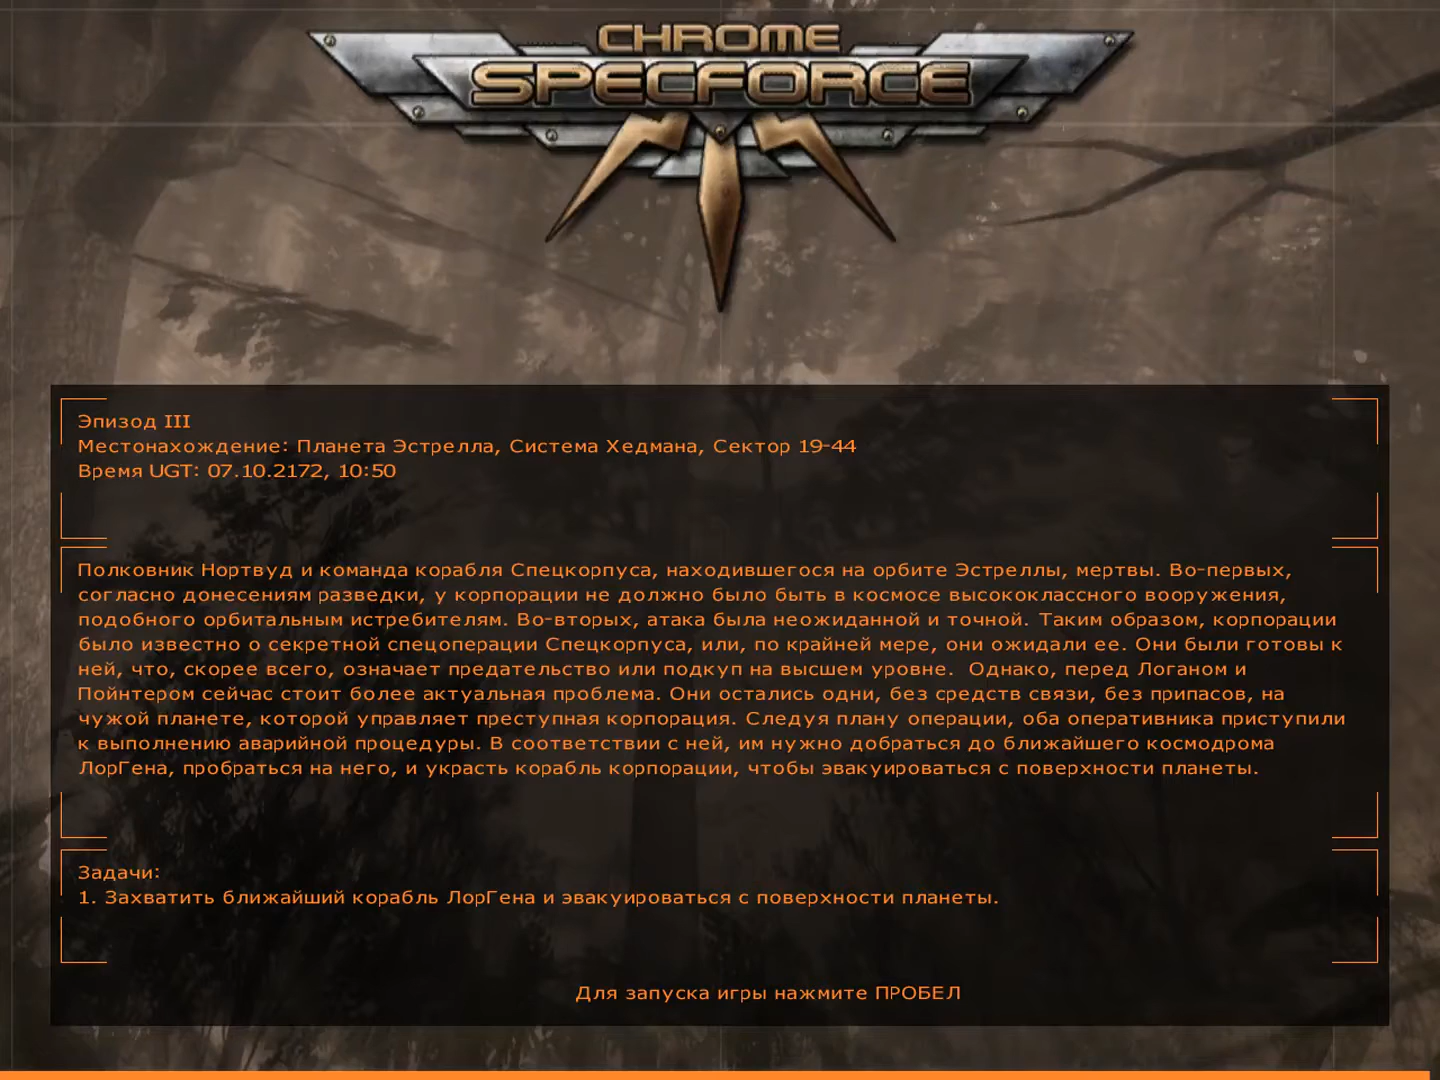 CHROME
SPECFORCE
Эпизод III
Местонахождение: Планета Эстрелла, Система Хедмана, Сектор 19-44
Время UGT: 07.10.2172, 10:50
Полковник Нортвуд и команда корабля Спецкорпуса, находившегося на орбите Эстреллы, мертвы. Во-первых,
согласно донесениям разведки, у корпорации не должно было быть в космосе высококлассного вооружения,
подобного орбитальным истребителям. Во-вторых, атака была неожиданной и точной. Таким образом, корпорации
было известно о секретной спецоперации Спецкорпуса, или, по крайней мере, они ожидали ее. Они были готовы к
ней, что, скорее всего, означает предательство или подкуп на высшем уровне.  Однако, перед Логаном и
Пойнтером сейчас стоит более актуальная проблема. Они остались одни, без средств связи, без припасов, на
чужой планете, которой управляет преступная корпорация. Следуя плану операции, оба оперативника приступили
к выполнению аварийной процедуры. В соответствии с ней, им нужно добраться до ближайшего космодрома
ЛорГена, пробраться на него, и украсть корабль корпорации, чтобы эвакуироваться с поверхности планеты.
Задачи:
1. Захватить ближайший корабль ЛорГена и эвакуироваться с поверхности планеты.
Для запуска игры нажмите ПРОБЕЛ